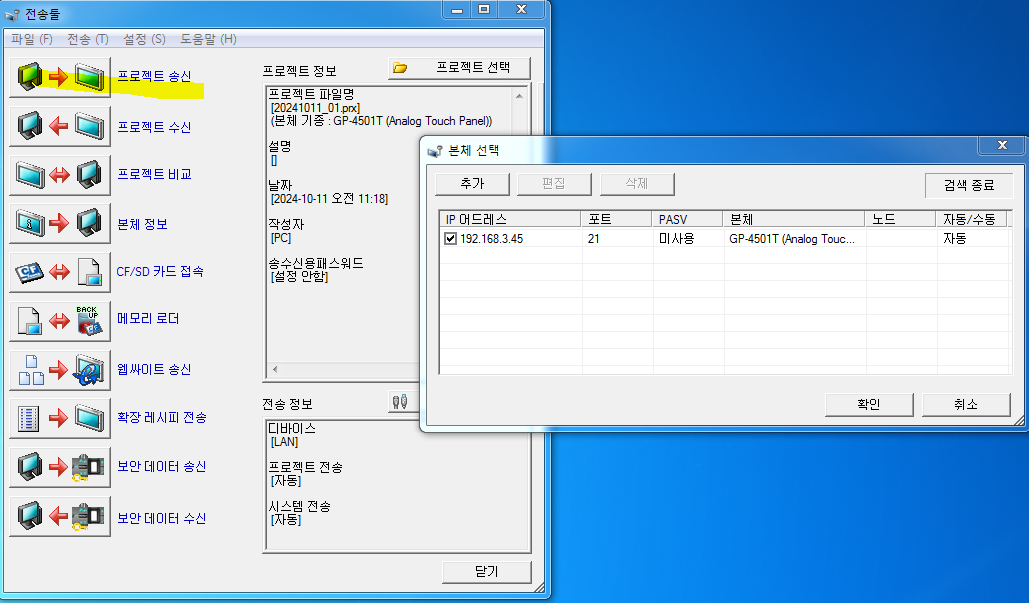 전송툴
파일 (F) 전송 (T) 설정 (S) 도움말 (H)
프로젝트 송신
프로젝트 수신
프로젝트 비교
본체 정보
CF
CF/SD 카드 접속
BACK
UP
CF
메모리 로더
웹싸이트 송신
확장 레시피 전송
보안 데이터 송신
보안 데이터 수신
프로젝트 정보
프로젝트 선택
프로젝트 파일명
[20241011_01.prx]
(본체 기종 : GP-4501T (Analog Touch Panel))
설명
[]
날짜
[2024-10-11 오전 11:18]
작성자
[PC]
송수신용패스워드
[설정 안함]
전송 정보
디바이스
[LAN]
프로젝트 전송
[자동]
시스템 전송
[자동]
닫기
본체 선택
추가 편집 삭제 검색 종료
IP 어드레스 포트 PASV 본체 노드 자동/수동
192.168.3.45 21 미사용 GP-4501T (Analog Touc... 자동
확인 취소